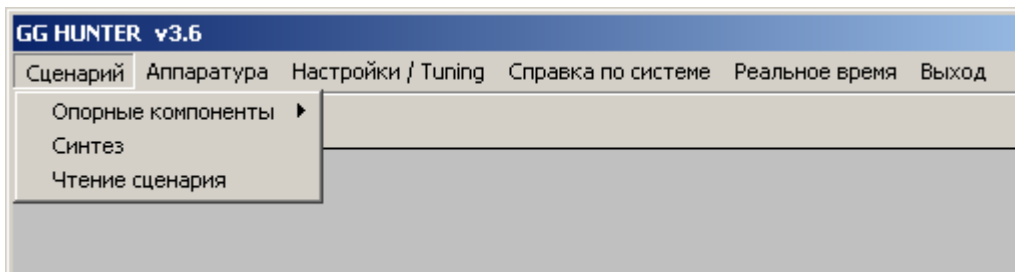 GG HUNTER v3.6
Сценарий Аппаратура Настройки / Tuning Справка по системе Реальное время Выход
Опорные компоненты
Синтез
Чтение сценария